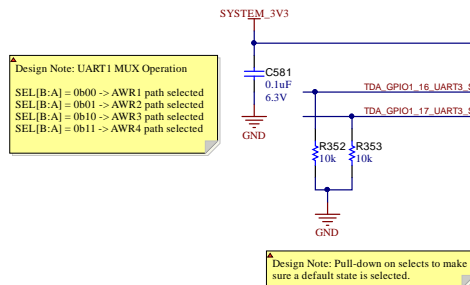 SYSTEM_3V3
Design Note: UART1 MUX Operation
SEL[B:A] = 0b00 -> AWR1 path selected
SEL[B:A] = 0b01 -> AWR2 path selected
SEL[B:A] = 0b10 -> AWR3 path selected
SEL[B:A] = 0b11 -> AWR4 path selected
C581
0.1uF
6.3V
GND
TDA_GPIO1_16_UART3_S
TDA_GPIO1_17_UART3_S
R352
10k
R353
10k
GND
Design Note: Pull-down on selects to make
sure a default state is selected.